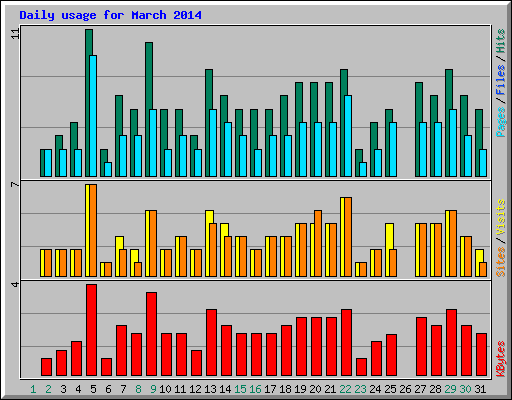 Daily usage for March 2014
11
Pages/Files/Hits
7
Sites/Visits
4
KBytes
1 2 3 4 5 6 7 8 9 10 11 12 13 14 15 16 17 18 19 20 21 22 23 24 25 26 27 28 29 30 31